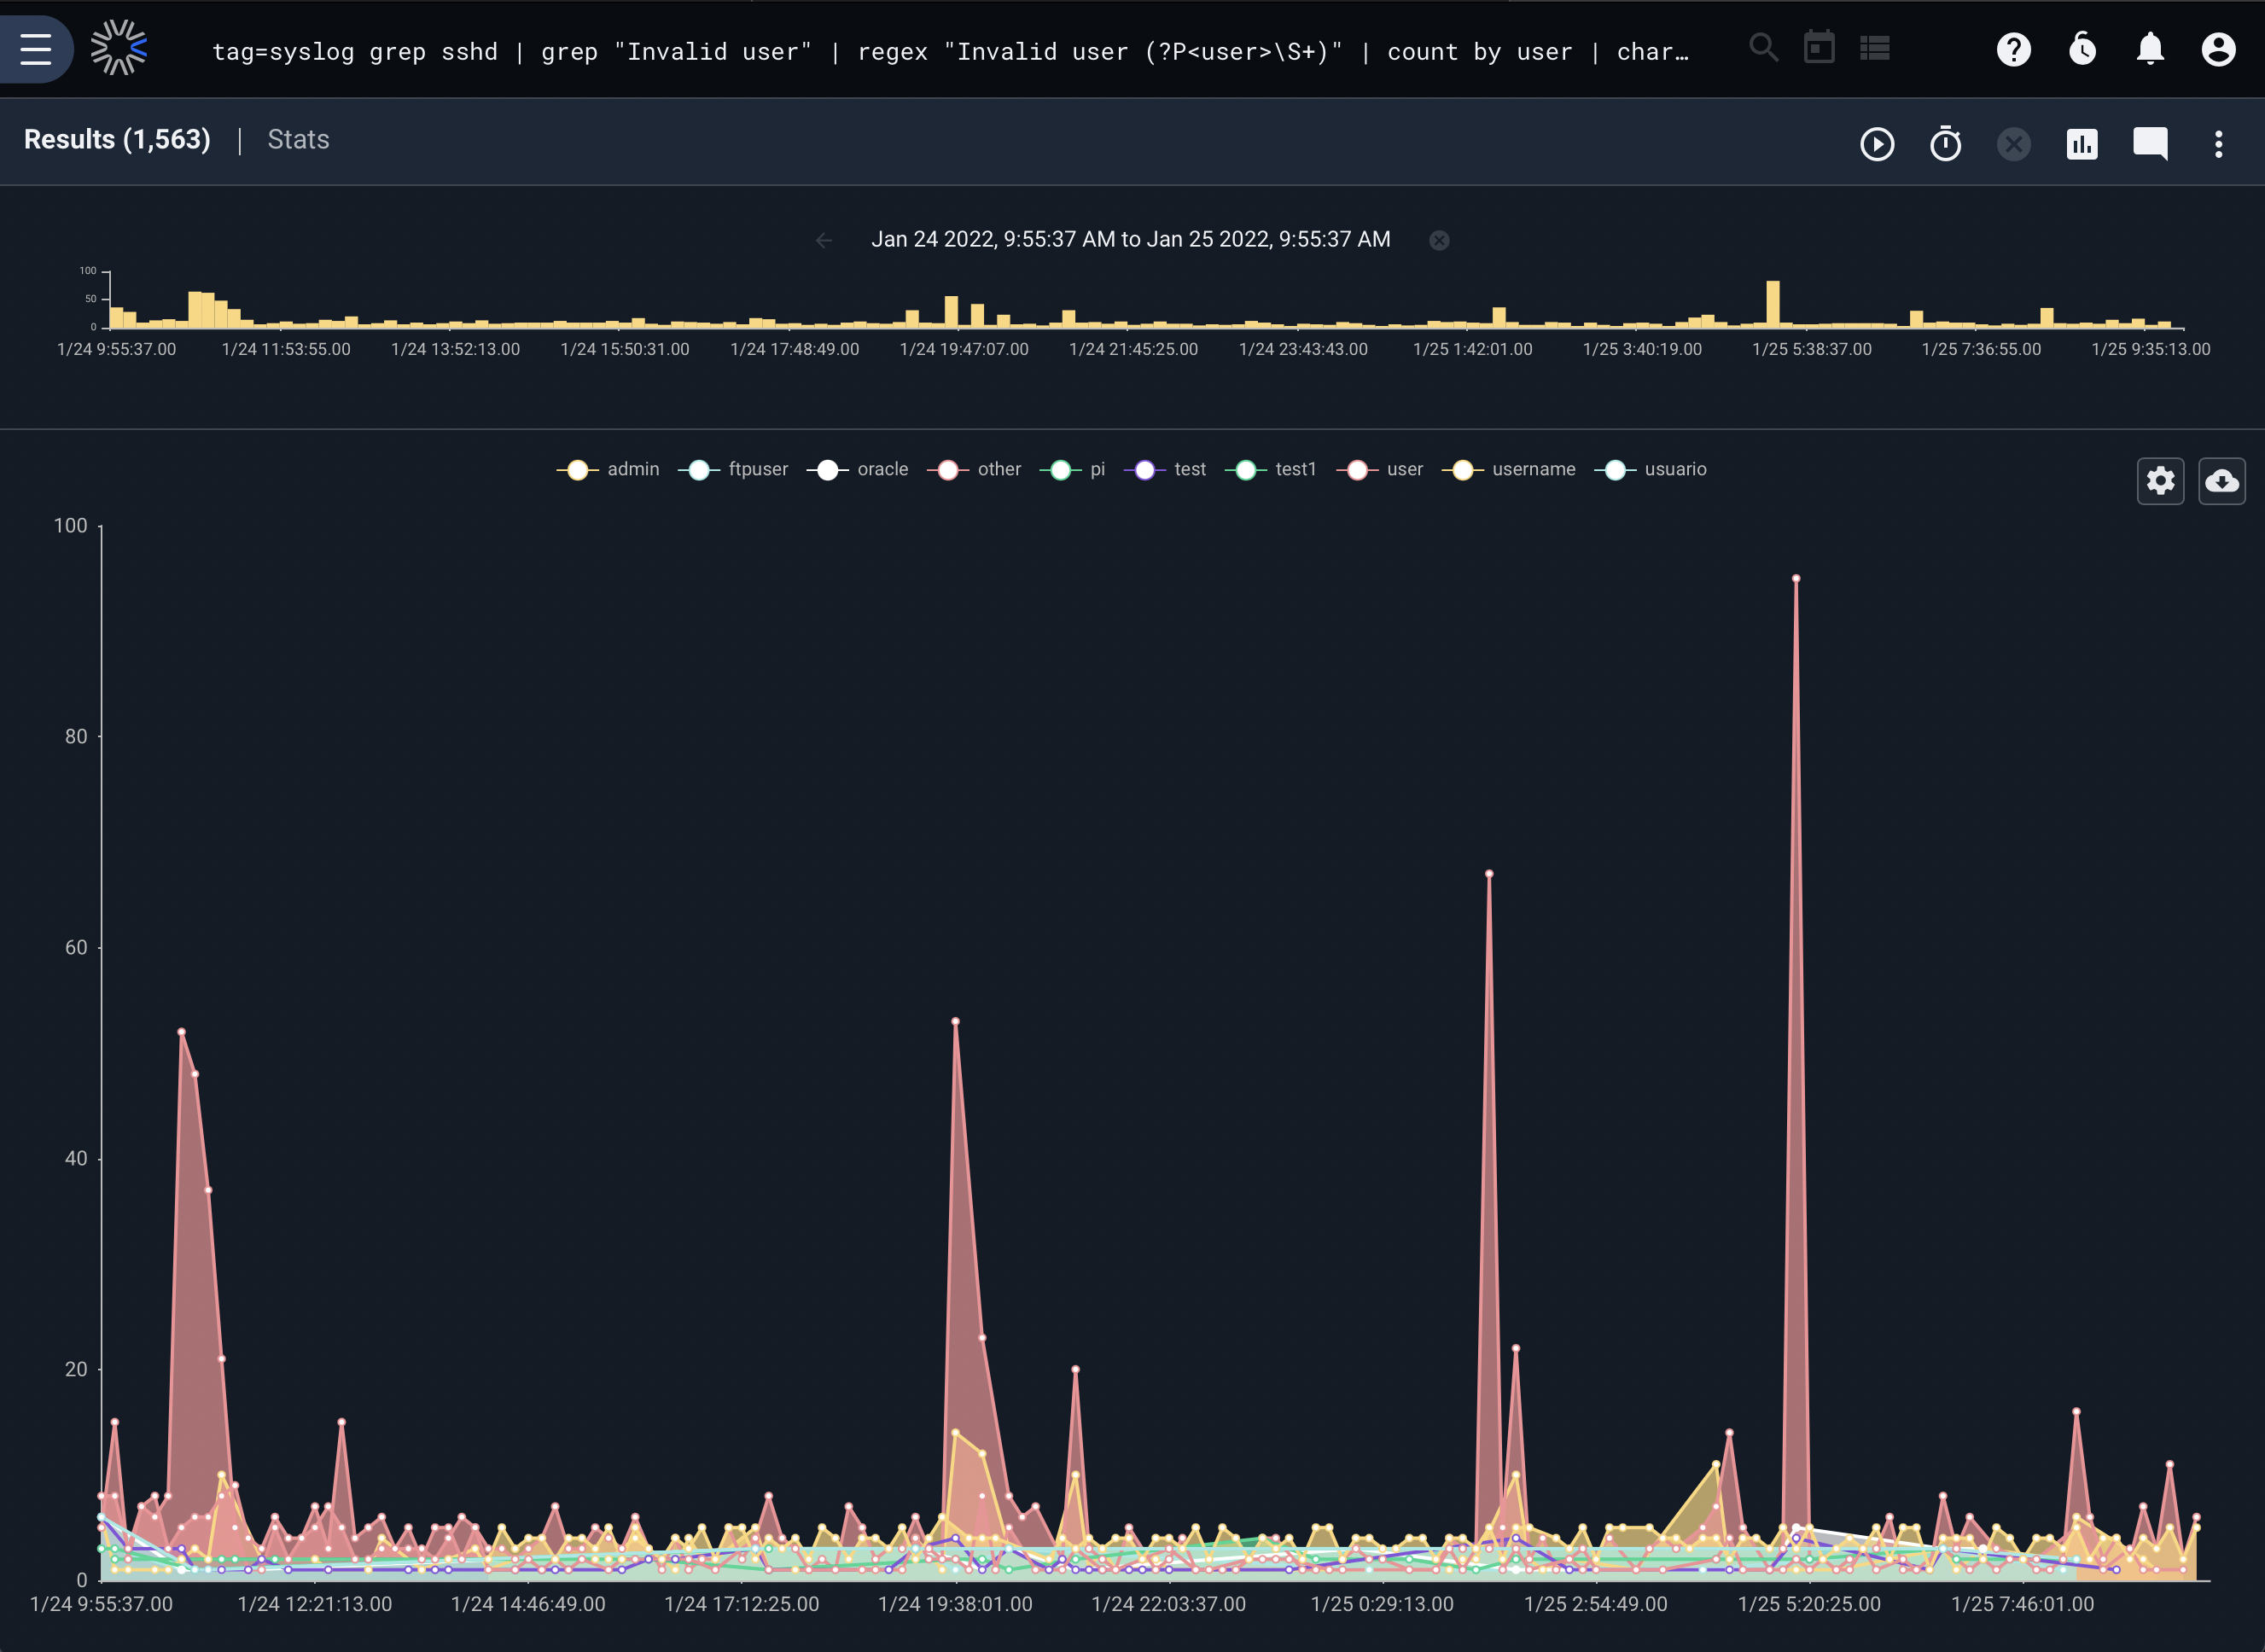 tag=syslog grep sshd | grep "Invalid user" | regex "Invalid user (?P<user>\S+)" | count by user | char…
Results (1,563) | Stats
Jan 24 2022, 9:55:37 AM to Jan 25 2022, 9:55:37 AM
100
50
0
1/24 9:55:37.00 1/24 11:53:55.00 1/24 13:52:13.00 1/24 15:50:31.00 1/24 17:48:49.00 1/24 19:47:07.00 1/24 21:45:25.00 1/24 23:43:43.00 1/25 1:42:01.00 1/25 3:40:19.00 1/25 5:38:37.00 1/25 7:36:55.00 1/25 9:35:13.00
admin ftpuser oracle other pi test test1 user username usuario
100
80
60
40
20
0
1/24 9:55:37.00 1/24 12:21:13.00 1/24 14:46:49.00 1/24 17:12:25.00 1/24 19:38:01.00 1/24 22:03:37.00 1/25 0:29:13.00 1/25 2:54:49.00 1/25 5:20:25.00 1/25 7:46:01.00